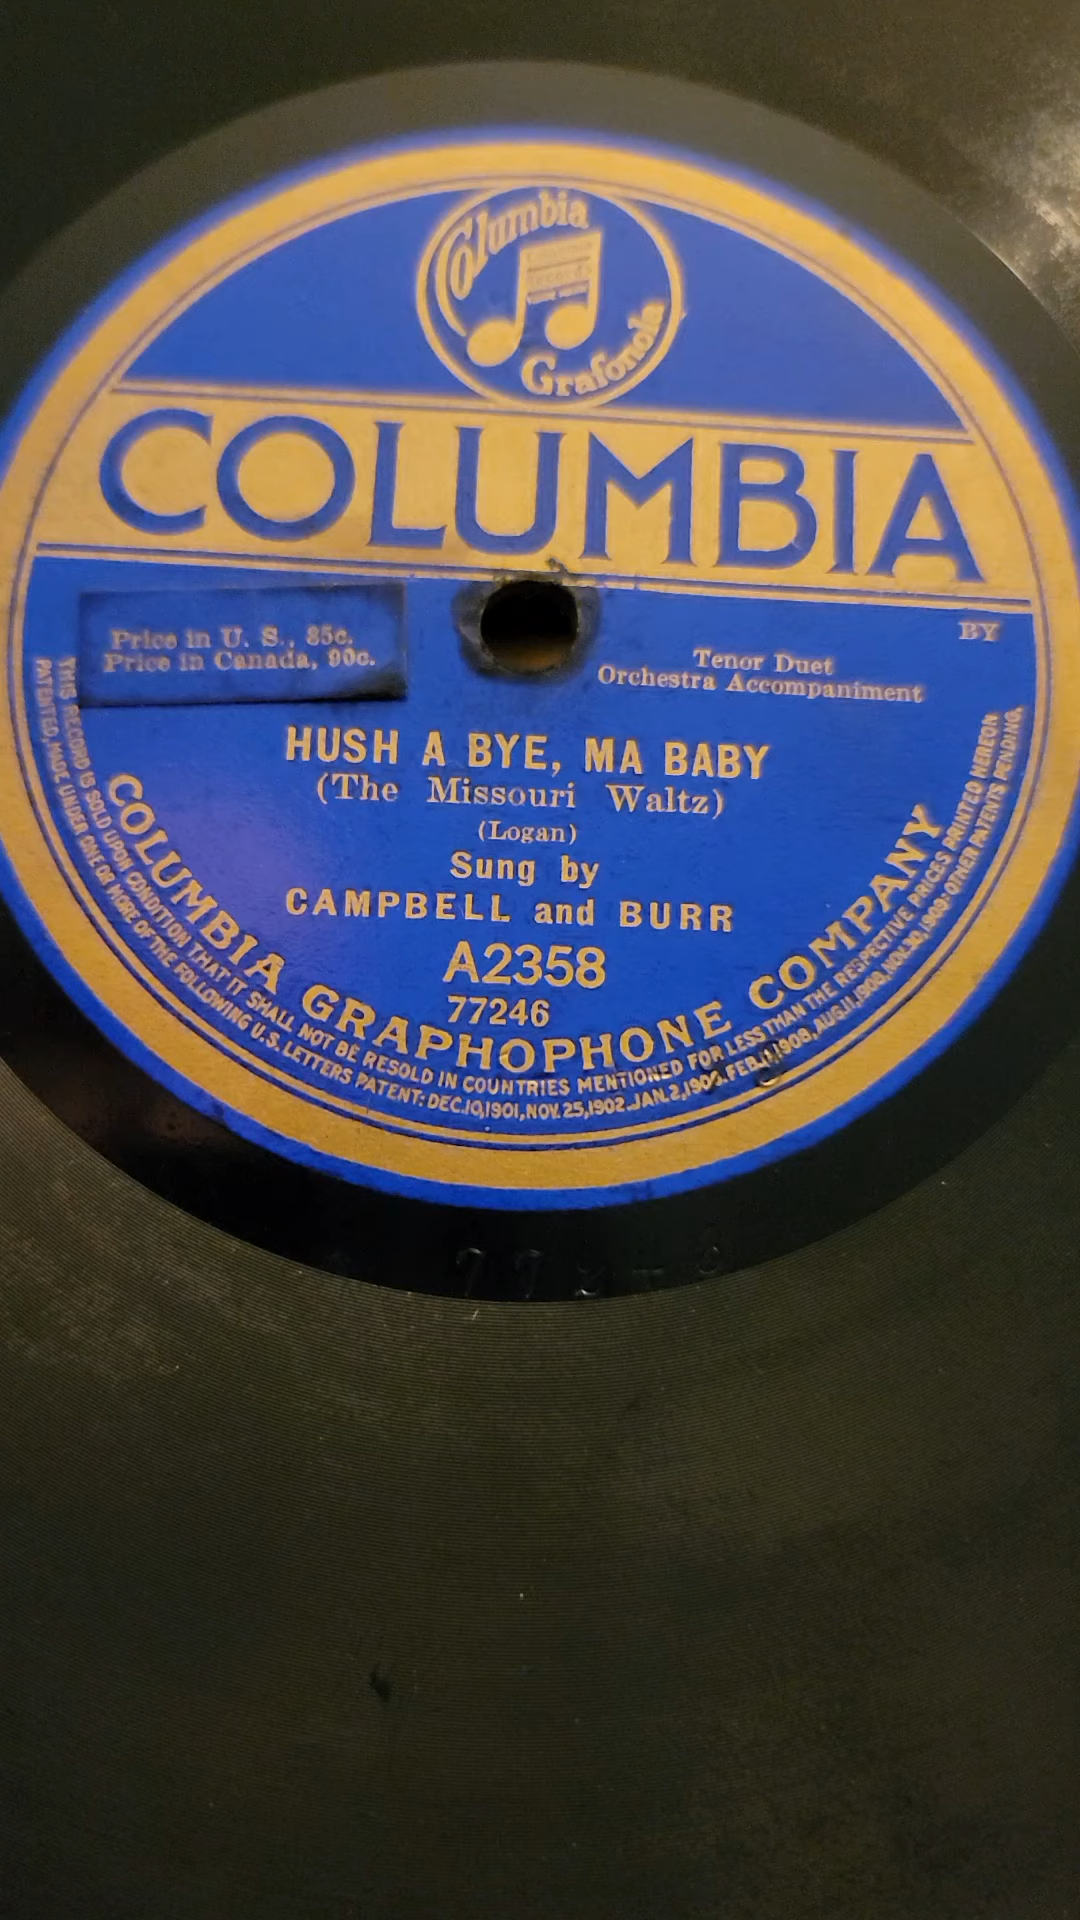 Columbia
Records
Grafonola
COLUMBIA
Price in U. S., 85c.
Price in Canada, 90c.
BY
Tenor Duet
Orchestra Accompaniment
HUSH A BYE, MA BABY
(The Missouri Waltz)
(Logan)
Sung by
CAMPBELL and BURR
A2358
77246
COLUMBIA GRAPHOPHONE COMPANY
THIS RECORD IS SOLD UPON CONDITION THAT IT SHALL NOT BE RESOLD IN COUNTRIES MENTIONED FOR LESS THAN THE RESPECTIVE PRICES PRINTED HEREON.
PATENTED, MADE UNDER ONE OR MORE OF THE FOLLOWING U.S. LETTERS PATENT: DEC.10,1901, NOV. 25,1902. JAN.2,1906. FEB.11,1908, AUG.11,1908, NOV.30,1909: OTHER PATENTS PENDING.